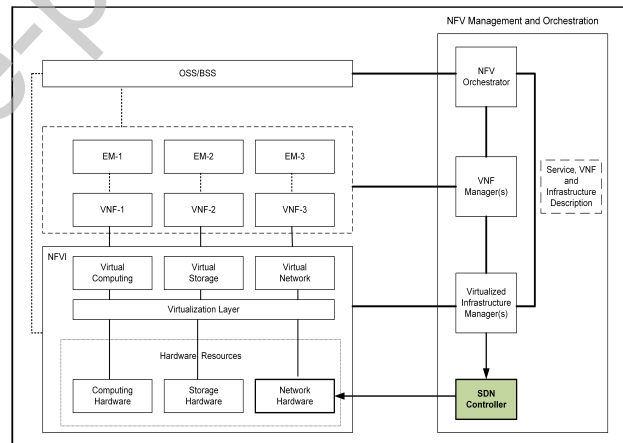 NFV Management and Orchestration
OSS/BSS
NFV
Orchestrator
EM-1
EM-2
EM-3
VNF
Manager(s)
Service, VNF
and
Infrastructure
Description
VNF-1
VNF-2
VNF-3
NFVI
Virtual
Computing
Virtual
Storage
Virtual
Network
Virtualization Layer
Virtualized
Infrastructure
Manager(s)
Hardware Resources
Computing
Hardware
Storage
Hardware
Network
Hardware
SDN
Controller